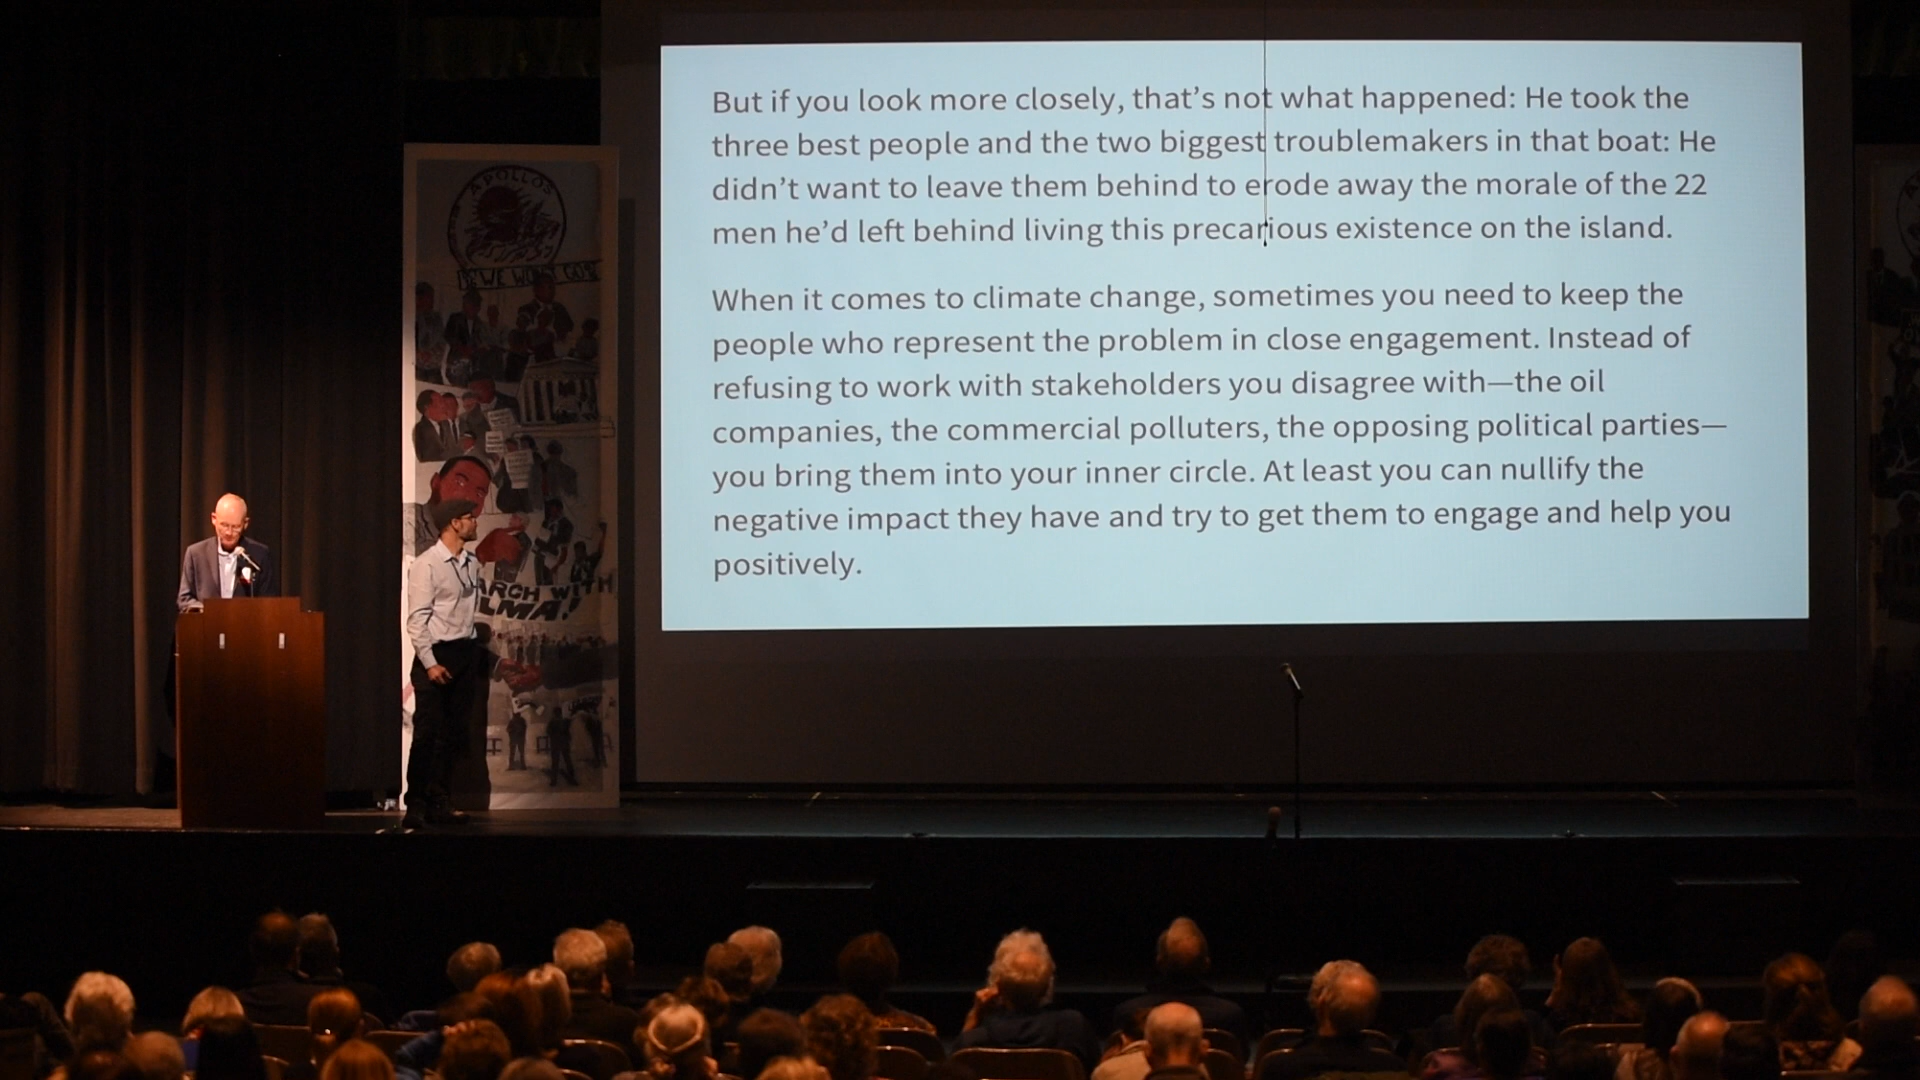 But if you look more closely, that's not what happened: He took the
three best people and the two biggest troublemakers in that boat: He
didn't want to leave them behind to erode away the morale of the 22
men he'd left behind living this precarious existence on the island.
When it comes to climate change, sometimes you need to keep the
people who represent the problem in close engagement. Instead of
refusing to work with stakeholders you disagree with—the oil
companies, the commercial polluters, the opposing political parties—
you bring them into your inner circle. At least you can nullify the
negative impact they have and try to get them to engage and help you
positively.
APOLLOS
WE WON'T GO
ARCH WITH
LMA!